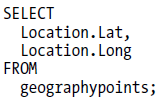 SELECT
  Location.Lat,
  Location.Long
FROM
  geographypoints;